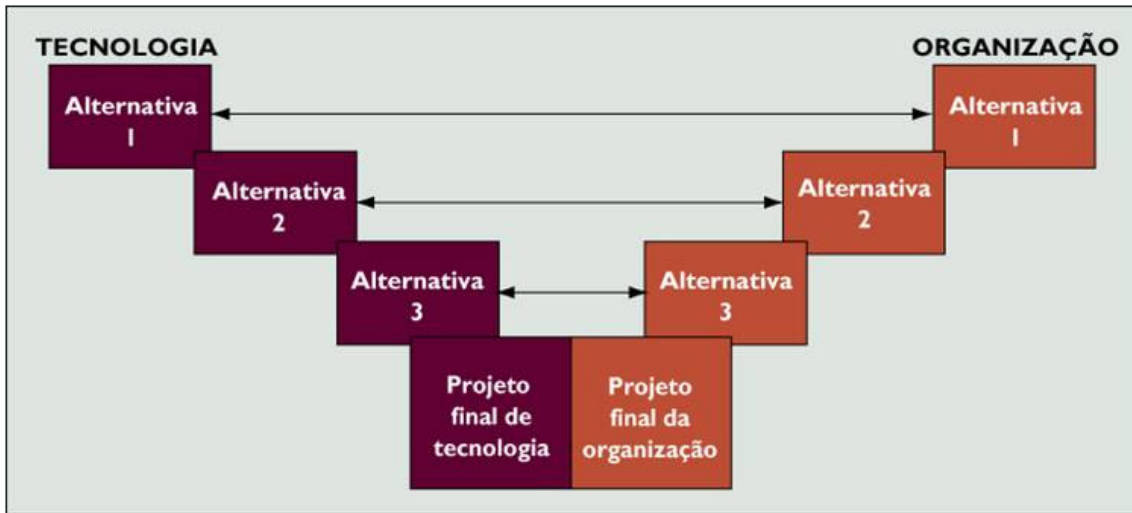 TECNOLOGIA
ORGANIZAÇÃO
Alternativa
1
Alternativa
1
Alternativa
2
Alternativa
2
Alternativa
3
Alternativa
3
Projeto
final de
tecnologia
Projeto
final da
organização